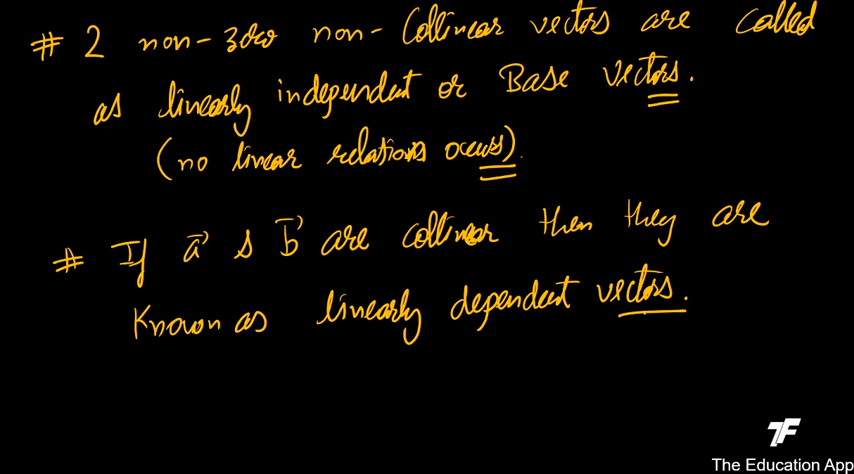 # 2 non-zero non-Collinear vectors are called
as linearly independent or Base vectors.
(no linear relations occurs).
# If a⃗ & b⃗ are collinear then they are
Known as linearly dependent vectors.
The Education App